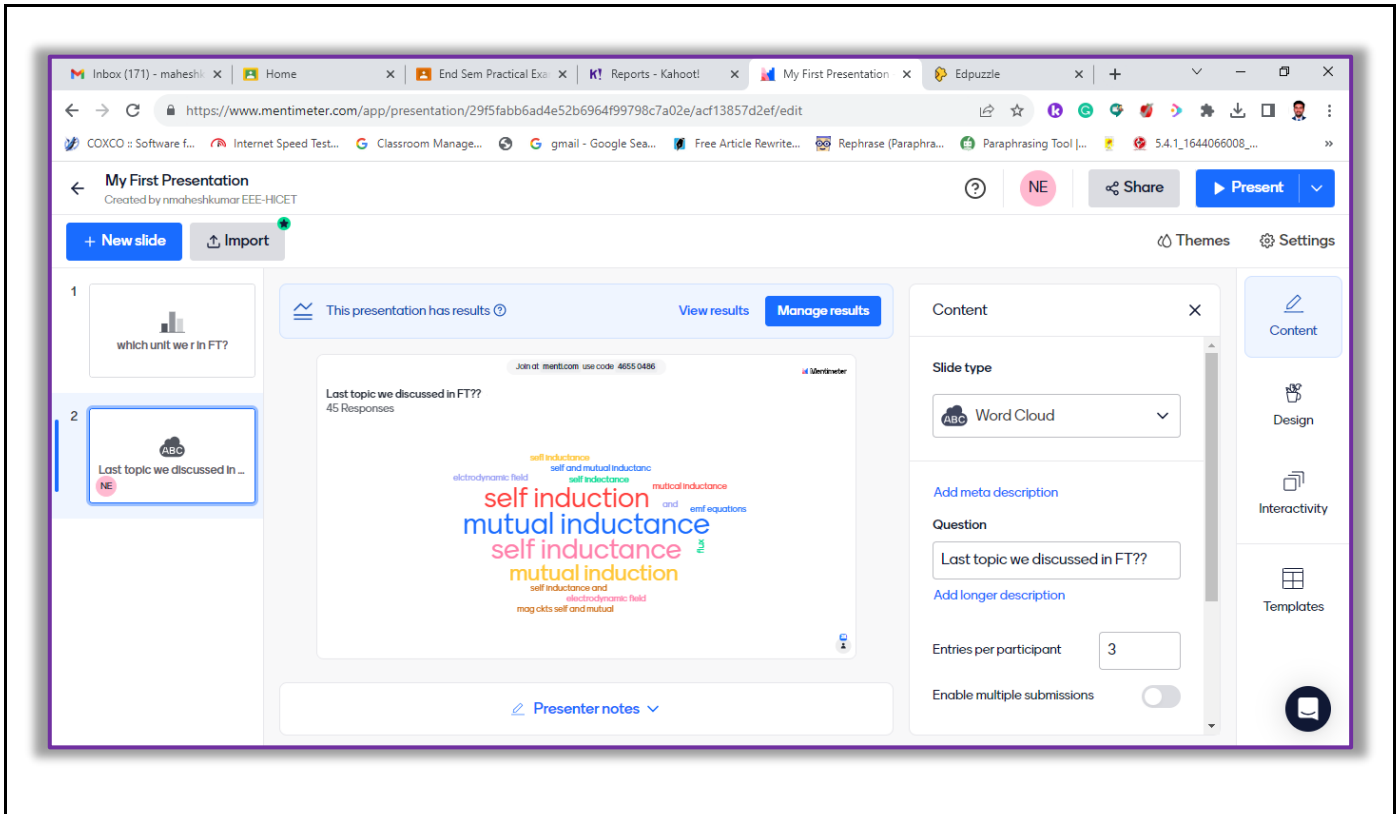 Inbox (171) - maheshk
Home
End Sem Practical Exa
K! Reports - Kahoot!
My First Presentation
Edpuzzle
https://www.mentimeter.com/app/presentation/29f5fabb6ad4e52b6964f99798c7a02e/acf13857d2ef/edit
COXCO :: Software f...
Internet Speed Test...
Classroom Manage...
gmail - Google Sea...
Free Article Rewrite...
Rephrase (Paraphra...
Paraphrasing Tool |...
5.4.1_1644066008_...
»
My First Presentation
Created by nmaheshkumar EEE-HICET
NE
Share
Present
+ New slide
Import
Themes
Settings
1
which unit we r in FT?
2
ABC
Last topic we discussed in ...
NE
This presentation has results
View results
Manage results
Join at menti.com use code 4655 0486
Mentimeter
Last topic we discussed in FT??
45 Responses
self inductance
self and mutual inductanc
elctrodynamic field
self indectance
mutical inductance
self induction
and
emf equations
mutual inductance
self inductance
flux
mutual induction
self inductance and
electrodynamic field
mag ckts self and mutual
Presenter notes
Content
Slide type
ABC Word Cloud
Add meta description
Question
Last topic we discussed in FT??
Add longer description
Entries per participant
3
Enable multiple submissions
Content
Design
Interactivity
Templates